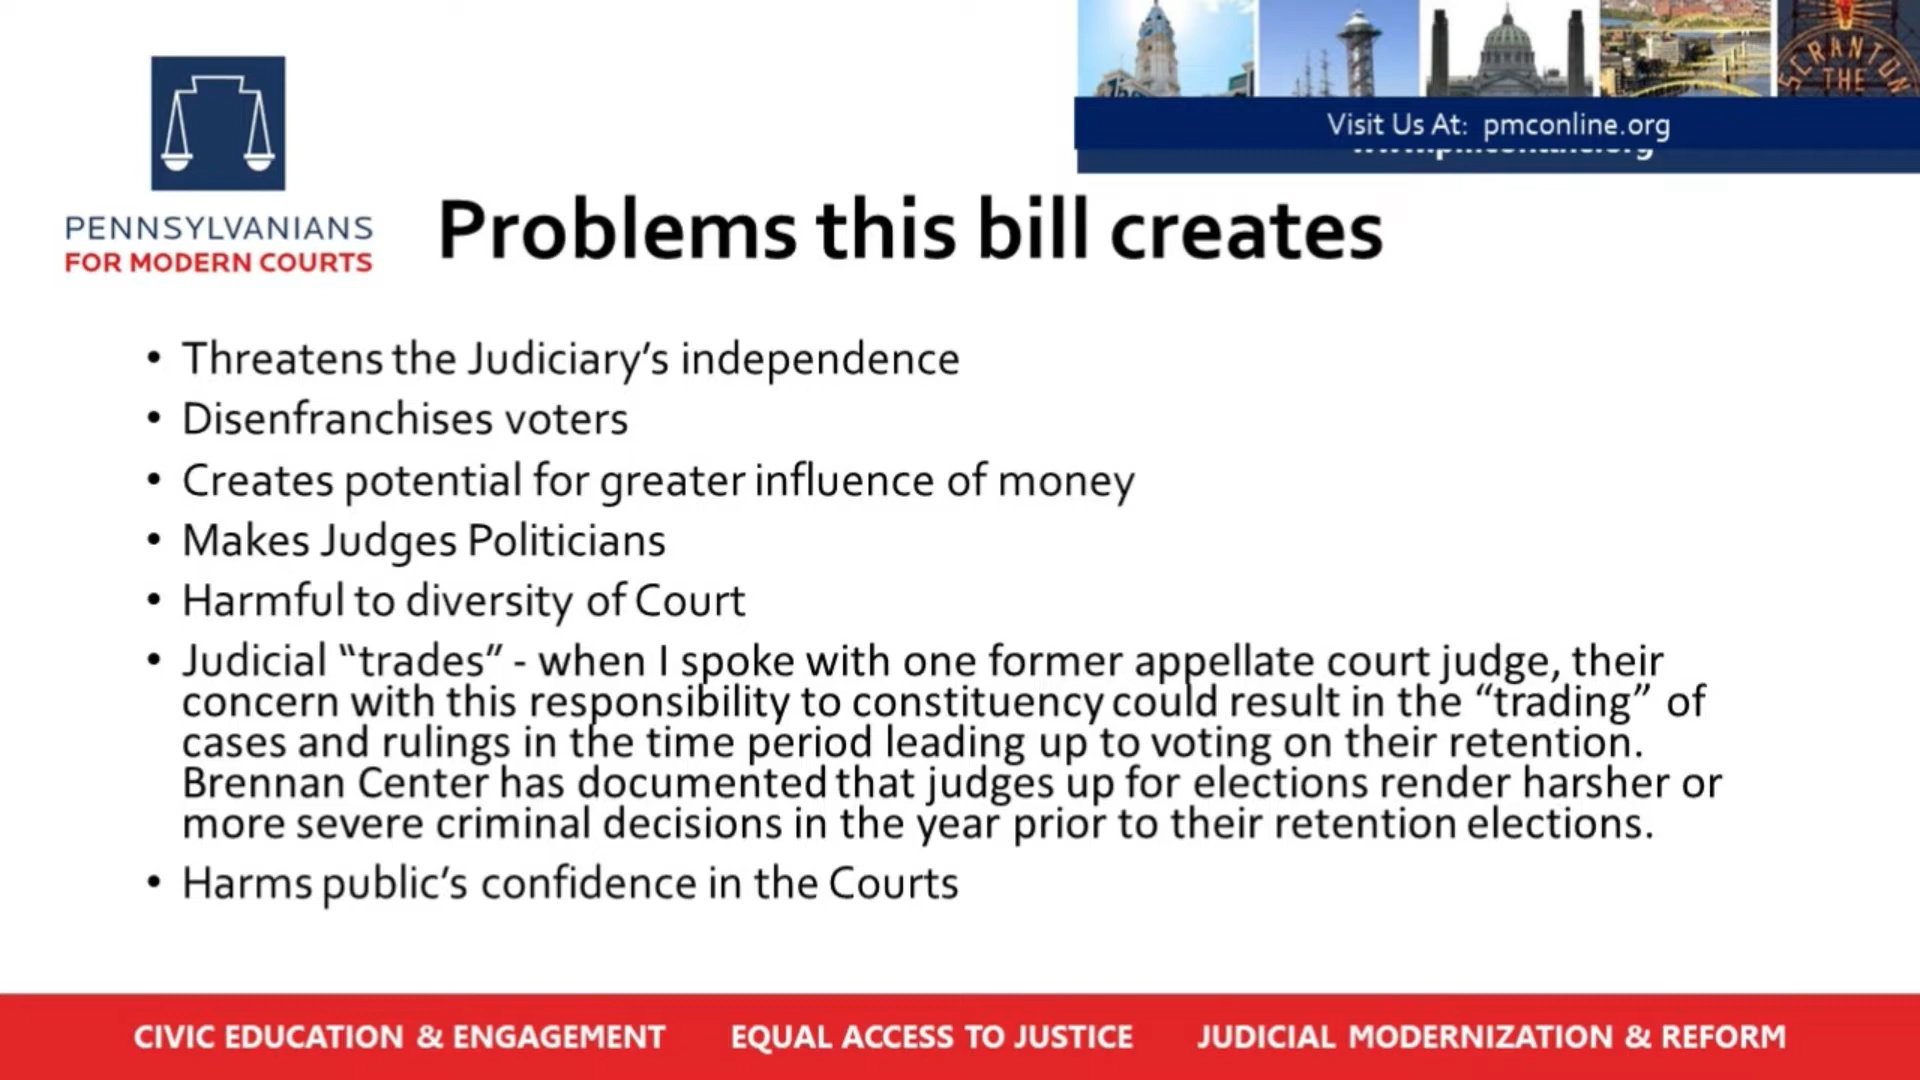 SCRANTON
THE
Visit Us At: pmconline.org
PENNSYLVANIANS
FOR MODERN COURTS
Problems this bill creates
• Threatens the Judiciary’s independence
• Disenfranchises voters
• Creates potential for greater influence of money
• Makes Judges Politicians
• Harmful to diversity of Court
• Judicial “trades” - when I spoke with one former appellate court judge, their
concern with this responsibility to constituency could result in the “trading” of
cases and rulings in the time period leading up to voting on their retention.
Brennan Center has documented that judges up for elections render harsher or
more severe criminal decisions in the year prior to their retention elections.
• Harms public’s confidence in the Courts
CIVIC EDUCATION & ENGAGEMENT EQUAL ACCESS TO JUSTICE JUDICIAL MODERNIZATION & REFORM